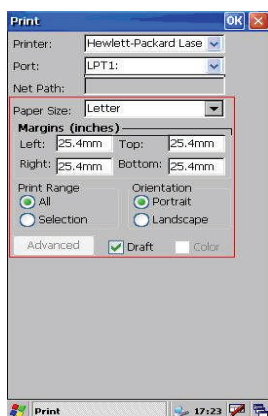 Print OK
Printer: Hewlett-Packard Lase
Port: LPT1:
Net Path:
Paper Size: Letter
Margins (inches)
Left: 25.4mm Top: 25.4mm
Right: 25.4mm Bottom: 25.4mm
Print Range Orientation
All Portrait
Selection Landscape
Advanced Draft Color
Print 17:23